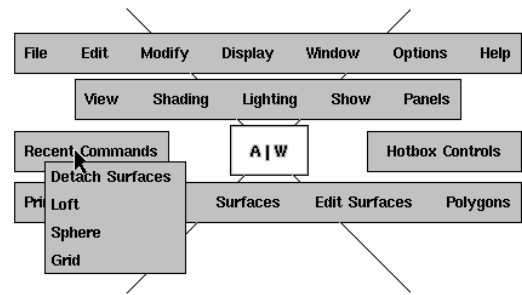 File Edit Modify Display Window Options Help
View Shading Lighting Show Panels
Recent Commands A|W Hotbox Controls
Detach Surfaces
Surfaces Edit Surfaces Polygons
Loft
Sphere
Grid